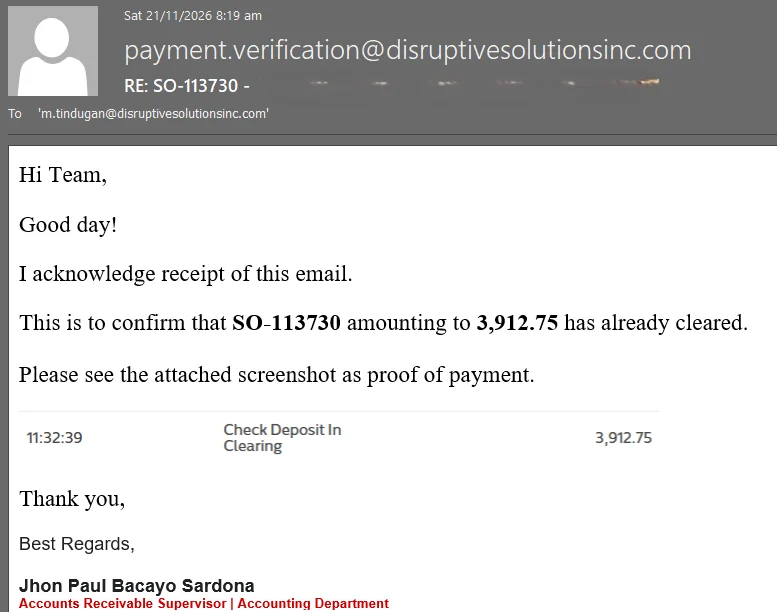 Sat 21/11/2026 8:19 am
payment.verification@disruptivesolutionsinc.com
RE: SO-113730 -
To 'm.tindugan@disruptivesolutionsinc.com'
Hi Team,
Good day!
I acknowledge receipt of this email.
This is to confirm that SO-113730 amounting to 3,912.75 has already cleared.
Please see the attached screenshot as proof of payment.
11:32:39 Check Deposit In Clearing 3,912.75
Thank you,
Best Regards,
Jhon Paul Bacayo Sardona
Accounts Receivable Supervisor | Accounting Department